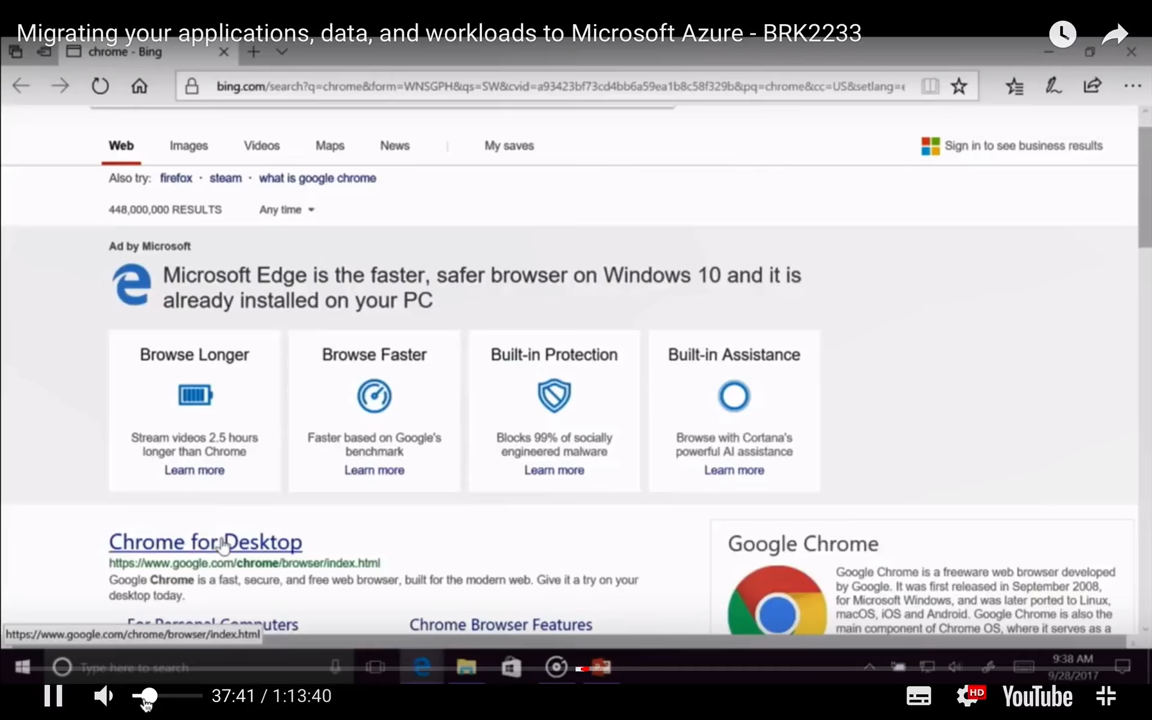 Migrating your applications, data, and workloads to Microsoft Azure - BRK2233
chrome - Bing
bing.com/search?q=chrome&form=WNSGPH&qs=SW&cvid=a93423bf73cd4bb6a59ea1b8c58f329b&pq=chrome&cc=US&setlang=e
Web Images Videos Maps News My saves
Sign in to see business results
Also try: firefox · steam · what is google chrome
448,000,000 RESULTS Any time
Ad by Microsoft
Microsoft Edge is the faster, safer browser on Windows 10 and it is
already installed on your PC
Browse Longer
Stream videos 2.5 hours
longer than Chrome
Learn more
Browse Faster
Faster based on Google's
benchmark
Learn more
Built-in Protection
Blocks 99% of socially
engineered malware
Learn more
Built-in Assistance
Browse with Cortana's
powerful AI assistance
Learn more
Chrome for Desktop
https://www.google.com/chrome/browser/index.html
Google Chrome is a fast, secure, and free web browser, built for the modern web. Give it a try on your
desktop today.
For Personal Computers
Chrome Browser Features
Google Chrome
Google Chrome is a freeware web browser developed
by Google. It was first released in September 2008,
for Microsoft Windows, and was later ported to Linux,
macOS, iOS and Android. Google Chrome is also the
main component of Chrome OS, where it serves as a
https://www.google.com/chrome/browser/index.html
Type here to search
9:38 AM
9/28/2017
37:41 / 1:13:40
HD
YouTube